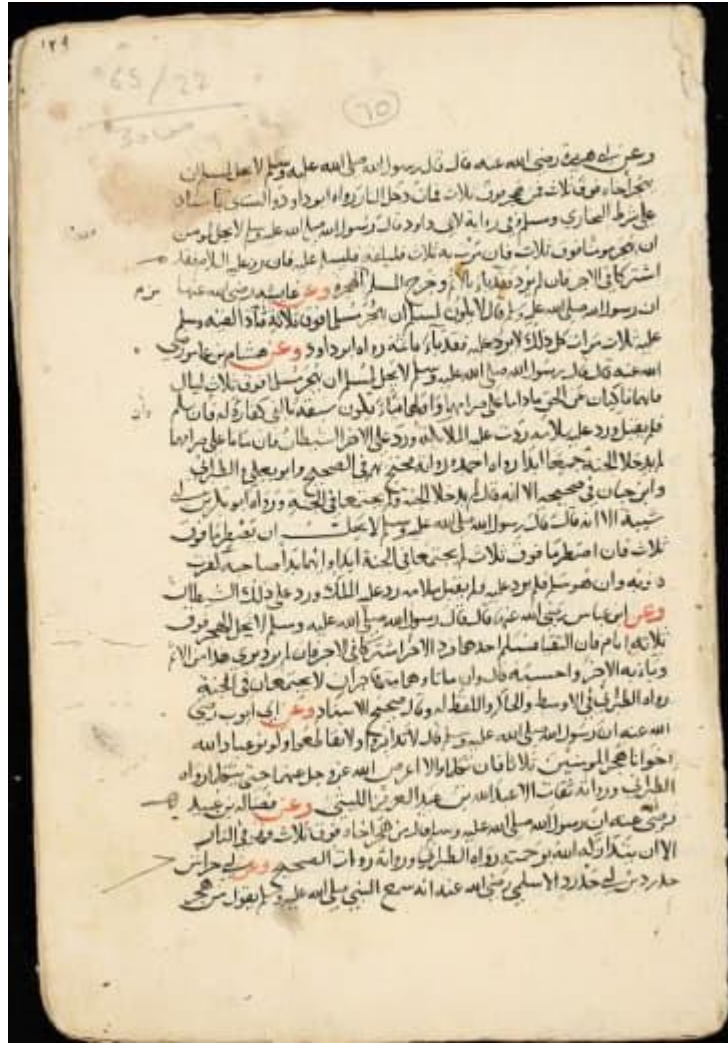 ١٢٩
65/22
٦٥
وعن أبي هريرة رضي الله عنه قال قال رسول الله صلى الله عليه وسلم لا يحل لمسلم ان
يهجر أخاه فوق ثلاث فمن هجر فوق ثلاث فمات دخل النار رواه ابو داود والنسائي باسناد
على شرط البخاري ومسلم وفي رواية لابي داود قال رسول الله صلى الله عليه وسلم لا يحل لمومن
ان يهجر مومنا فوق ثلاث فان مرت به ثلاث فليلقه فليسلم عليه فان رد عليه السلام فقد
اشتركا في الاجر فان لم يرد فقد باء بالاثم وخرج المسلم من الهجرة وعن عايشه رضي الله عنها
ان رسول الله صلى الله عليه وسلم قال لا يكون لمسلم ان يهجر مسلما فوق ثلاثة فاذا لقيه وسلم
عليه ثلاث مرات كل ذلك لا يرد عليه فقد باء باثمه رواه ابو داود وعن هشام بن عامر رضي
الله عنه قال قال رسول الله صلى الله عليه وسلم لا يحل لمسلم ان يهجر مسلما فوق ثلاث ليال
فانهما ناكبان عن الحق ما داما على صرامهما واولهما فيئا يكون سبقه بالفي كفارة له فان سلم
فلم يقبل ورد عليه سلامه ردت عليه الملايكه ورد على الاخر الشيطان فان ماتا على صرامهما
لم يدخلا الجنة جميعا ابدا رواه احمد ورواته محتج بهم في الصحيح وابو يعلى والطبراني
وابن حبان في صحيحه الا انه قال لم يدخلا الجنة ولم يجتمعا في الجنة ورواه ابو بكر بن ابي
شيبة الا انه قال قال رسول الله صلى الله عليه وسلم لا يحل ان تصطرما فوق
ثلاث فان اصطرما فوق ثلاث لم يجتمعا في الجنة ابدا وايهما بدأ صاحبه كفرت
ذنوبه وان هو سلم فلم يرد عليه ولم يقبل سلامه رد عليه الملك ورد على ذلك الشيطان
وعن ابن عباس رضي الله عنهما قال قال رسول الله صلى الله عليه وسلم لا يحل الهجر فوق
ثلاثه ايام فان التقيا فسلم احدهما فرد الاخر اشتركا في الاجر فان لم يرد بري هذا من الاثم
وباء به الاخر واحسبه قال وان ماتا وهما متهاجران لا يجتمعان في الجنة
رواه الطبراني في الاوسط والحاكم واللفظ له وقال صحيح الاسناد وعن ابي ايوب رضي
الله عنه ان رسول الله صلى الله عليه وسلم قال لا تدابروا ولا تقاطعوا وكونوا عباد الله
اخوانا هجر المومنين ثلاثا فان تكلما والا اعرض الله عز وجل عنهما حتى يتكلما رواه
الطبراني ورواته ثقات الا عبد الله بن عبد العزيز الليثي وعن فضالة بن عبيد
رضي الله عنه ان رسول الله صلى الله عليه وسلم قال من هجر اخاه فوق ثلاث فهو في النار
الا ان يتداركه الله برحمته رواه الطبراني ورواته رواة الصحيح وعن ابي خراش
حدرد بن ابي حدرد الاسلمي رضي الله عنه انه سمع النبي صلى الله عليه وسلم يقول من هجر